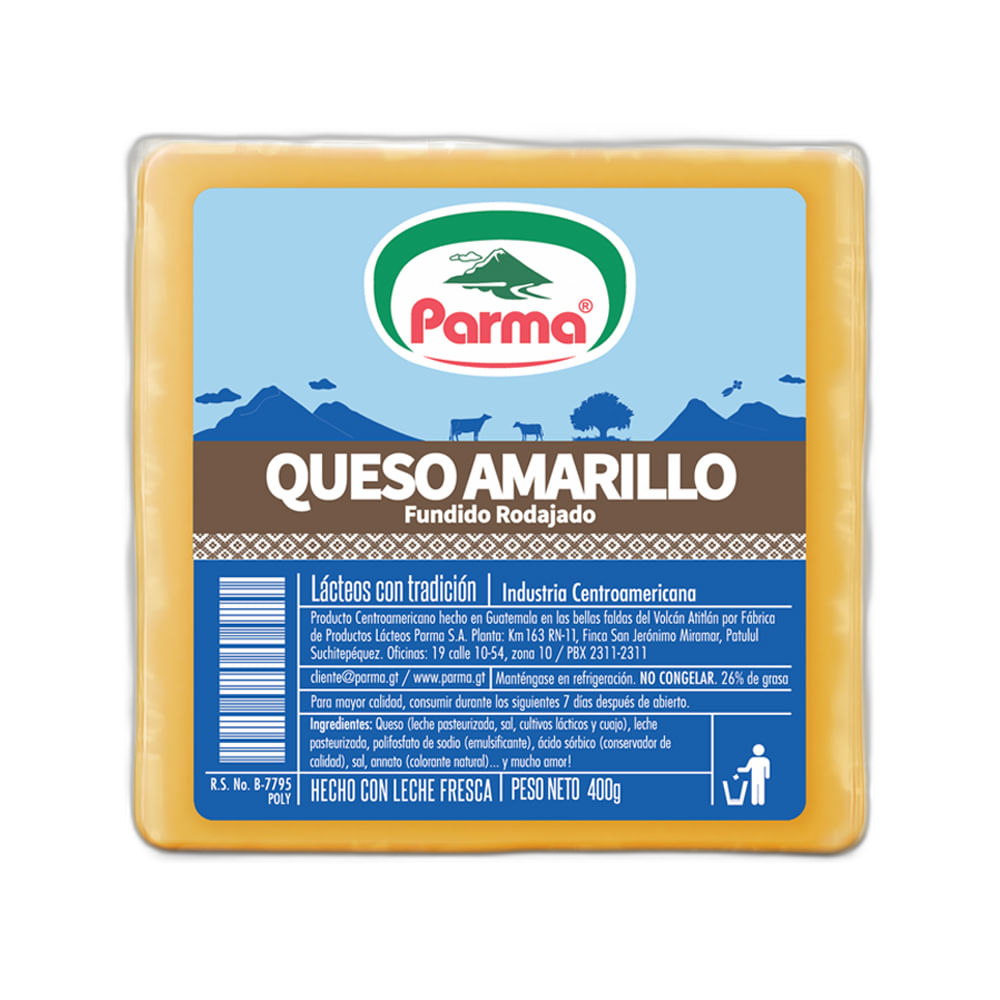 Parma®
QUESO AMARILLO
Fundido Rodajado
Lácteos con tradición | Industria Centroamericana
Producto Centroamericano hecho en Guatemala en las bellas faldas del Volcán Atitlán por Fábrica
de Productos Lácteos Parma S.A. Planta: Km 163 RN-11, Finca San Jerónimo Miramar, Patulul
Suchitepéquez. Oficinas: 19 calle 10-54, zona 10 / PBX 2311-2311
cliente@parma.gt / www.parma.gt | Manténgase en refrigeración. NO CONGELAR. 26% de grasa
Para mayor calidad, consumir durante los siguientes 7 días después de abierto.
Ingredientes: Queso (leche pasteurizada, sal, cultivos lácticos y cuajo), leche
pasteurizada, polifosfato de sodio (emulsificante), ácido sórbico (conservador de
calidad), sal, annato (colorante natural)... y mucho amor!
R.S. No. B-7795
POLY
HECHO CON LECHE FRESCA | PESO NETO 400g